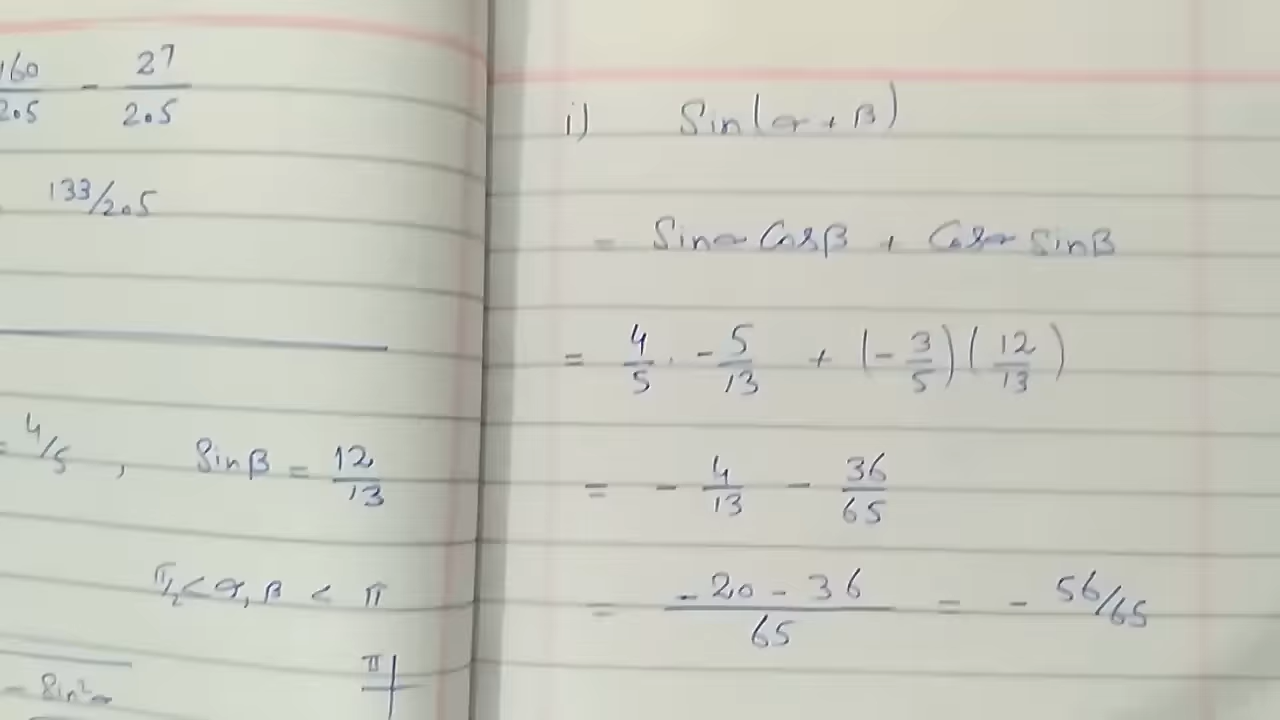 160/205 - 27/205
133/205
= 4/5 , Sinβ = 12/13
π/2 < α, β < π
π
- Sin²α
i) Sin(α + β)
= Sinα Cosβ + Cosα Sinβ
= 4/5 . - 5/13 + (- 3/5)(12/13)
= - 4/13 - 36/65
= -20 - 36/65 = - 56/65